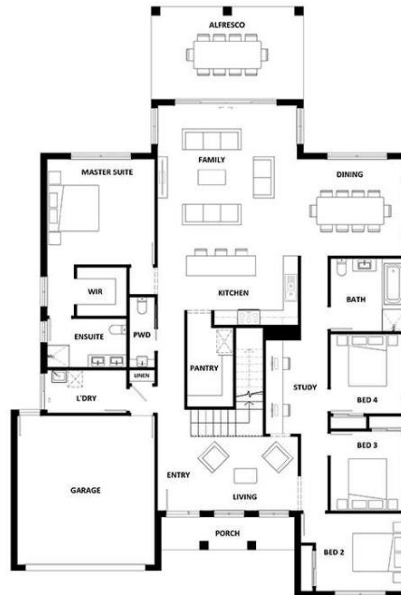 ALFRESCO
FAMILY
MASTER SUITE
DINING
WIR
KITCHEN
BATH
ENSUITE
PWD
PANTRY
LINEN
STUDY
L'DRY
BED 4
BED 3
GARAGE
ENTRY
LIVING
PORCH
BED 2